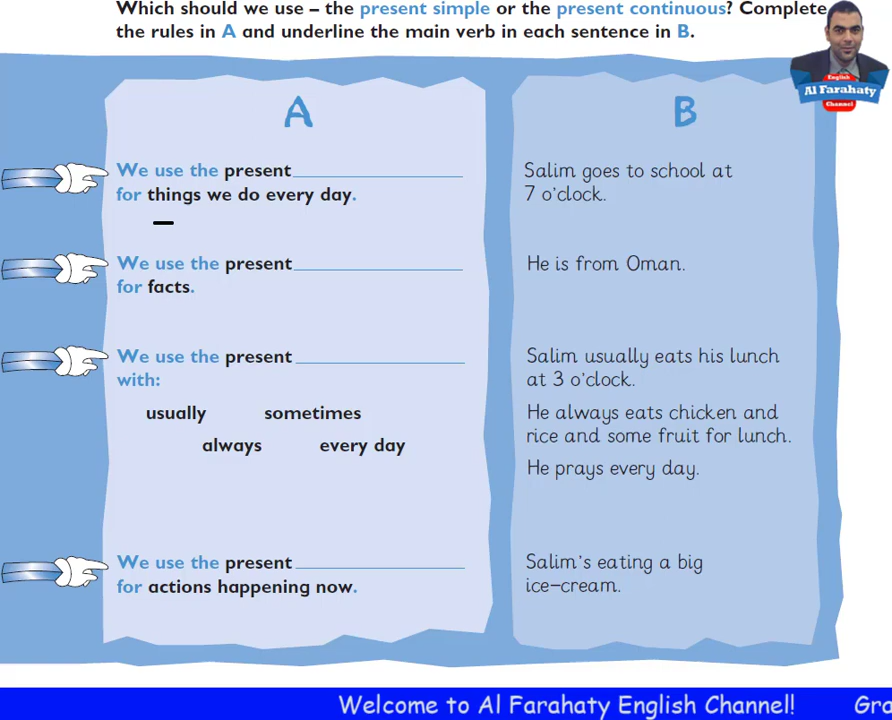 Which should we use – the present simple or the present continuous? Complete
the rules in A and underline the main verb in each sentence in B.
English
Al Farahaty
Channel
A
We use the present
for things we do every day.
We use the present
for facts.
We use the present
with:
usually sometimes
always every day
We use the present
for actions happening now.
B
Salim goes to school at
7 o'clock.
He is from Oman.
Salim usually eats his lunch
at 3 o'clock.
He always eats chicken and
rice and some fruit for lunch.
He prays every day.
Salim's eating a big
ice-cream.
Welcome to Al Farahaty English Channel!